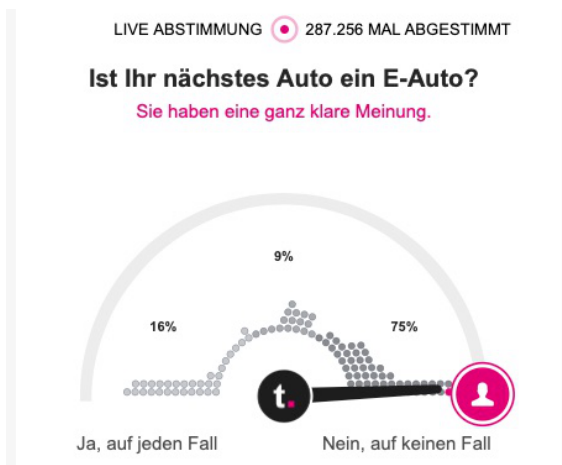 LIVE ABSTIMMUNG 287.256 MAL ABGESTIMMT
Ist Ihr nächstes Auto ein E-Auto?
Sie haben eine ganz klare Meinung.
9%
16% 75%
t.
Ja, auf jeden Fall Nein, auf keinen Fall